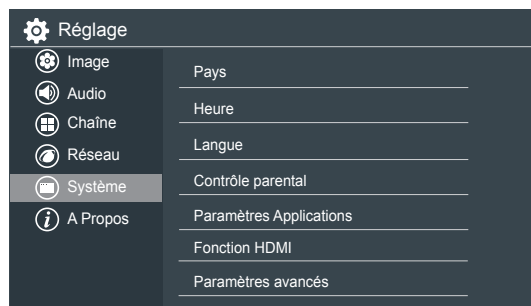 Réglage
Image
Audio
Chaîne
Réseau
Système
A Propos
Pays
Heure
Langue
Contrôle parental
Paramètres Applications
Fonction HDMI
Paramètres avancés